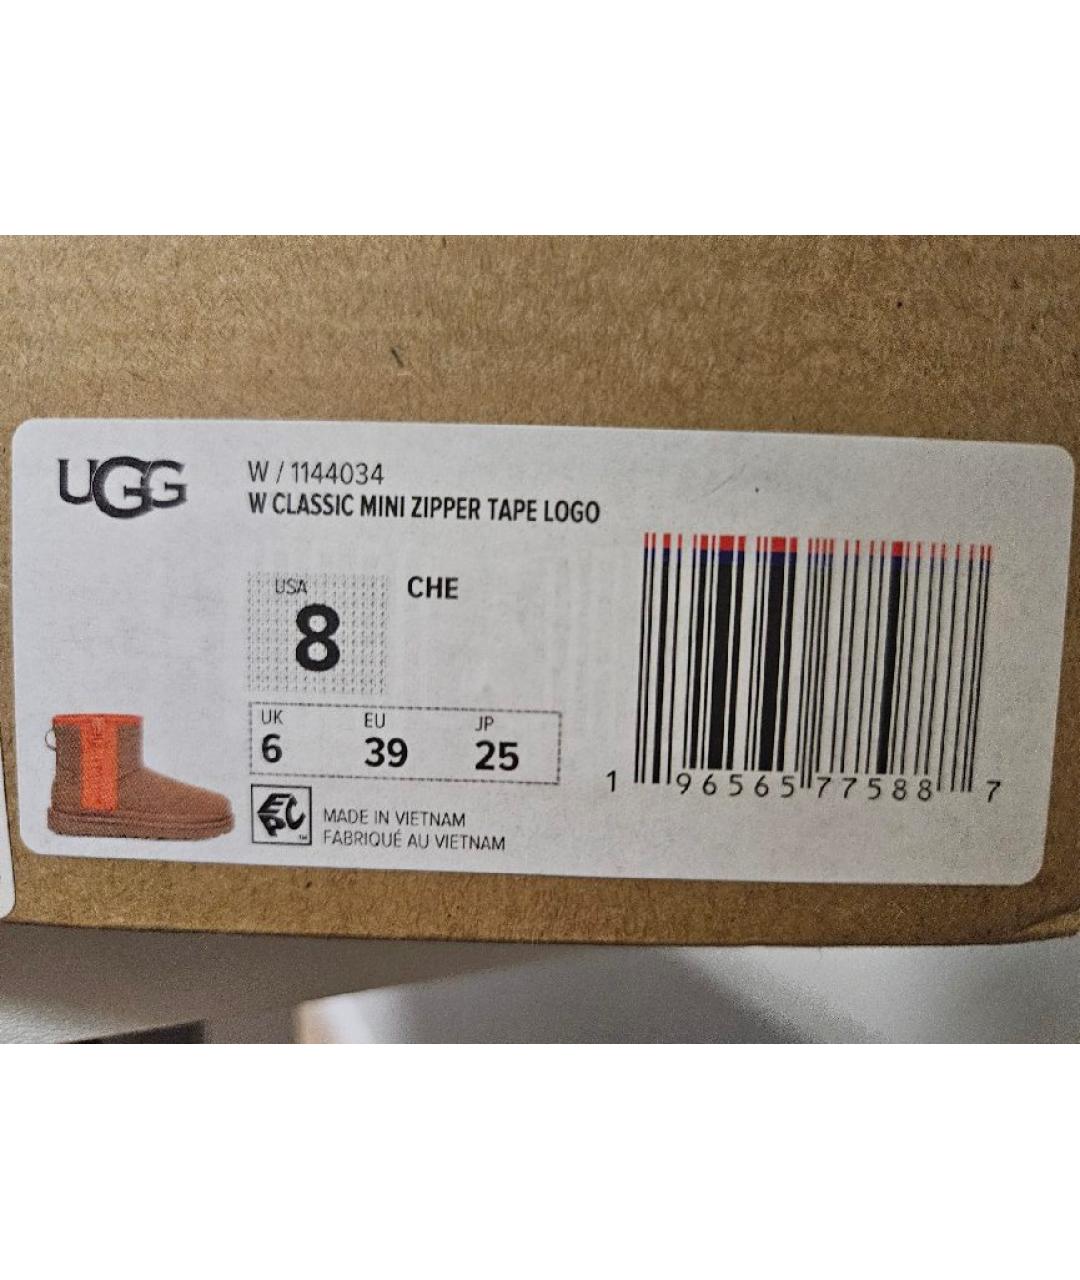 UGG
W / 1144034
W CLASSIC MINI ZIPPER TAPE LOGO
USA
8
CHE
UK EU JP
6 39 25
1 96565 77588 7
EPC™
MADE IN VIETNAM
FABRIQUÉ AU VIETNAM